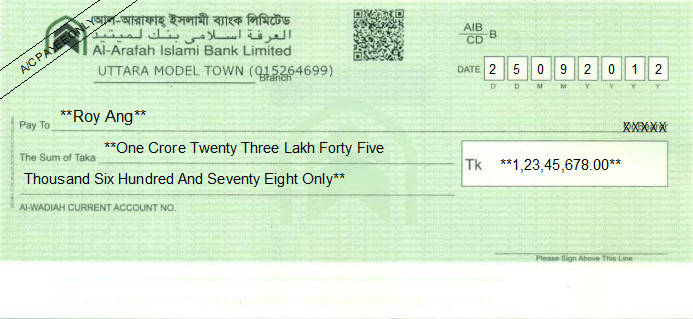 A/C PAYEE ONLY
আল-আরাফাহ্ ইসলামী ব্যাংক লিমিটেড
العرفة اسلامى بنك لميتيد
Al-Arafah Islami Bank Limited
UTTARA MODEL TOWN (015264699)
Branch
AIB
CD B
DATE 2 5 0 9 2 0 1 2
D D M M Y Y Y Y
Pay To **Roy Ang** XXXXX
The Sum of Taka **One Crore Twenty Three Lakh Forty Five
Thousand Six Hundred And Seventy Eight Only**
Tk **1,23,45,678.00**
Al-WADIAH CURRENT ACCOUNT NO.
Please Sign Above This Line